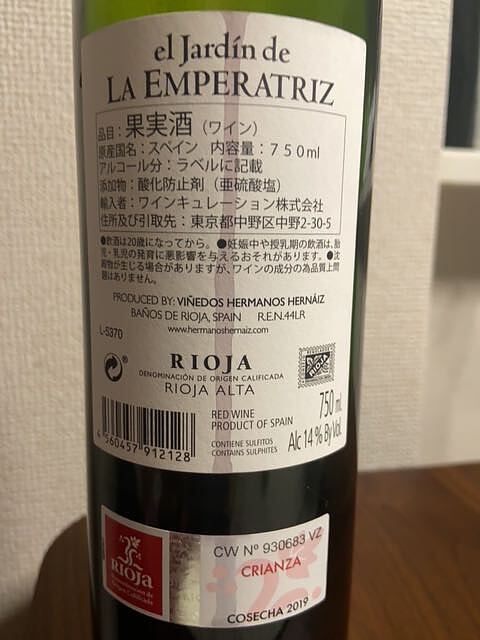 el Jardín de
LA EMPERATRIZ
品目：果実酒（ワイン）
原産国名：スペイン 内容量：７５０ml
アルコール分：ラベルに記載
添加物：酸化防止剤（亜硫酸塩）
輸入者：ワインキュレーション株式会社
住所及び引取先：東京都中野区中野2-30-5
●飲酒は20歳になってから。●妊娠中や授乳期の飲酒は、胎
児・乳児の発育に悪影響を与えるおそれがあります。●沈
殿物が生じる場合がありますが、ワインの成分の為品質上問
題はありません。
PRODUCED BY: VIÑEDOS HERMANOS HERNÁIZ
BAÑOS DE RIOJA, SPAIN R.E.N.44LR
www.hermanoshernaiz.com
L-5370
RIOJA
DENOMINACIÓN DE ORIGEN CALIFICADA
RIOJA ALTA
RIOJA
RED WINE
PRODUCT OF SPAIN
750 ml.
CONTIENE SULFITOS
CONTAINS SULPHITES
Alc 14 % By Vol.
4 560457 912128
RIOJA
Denominación de
Origen Calificada
CW Nº 930683 VZ
CRIANZA
COSECHA 2019